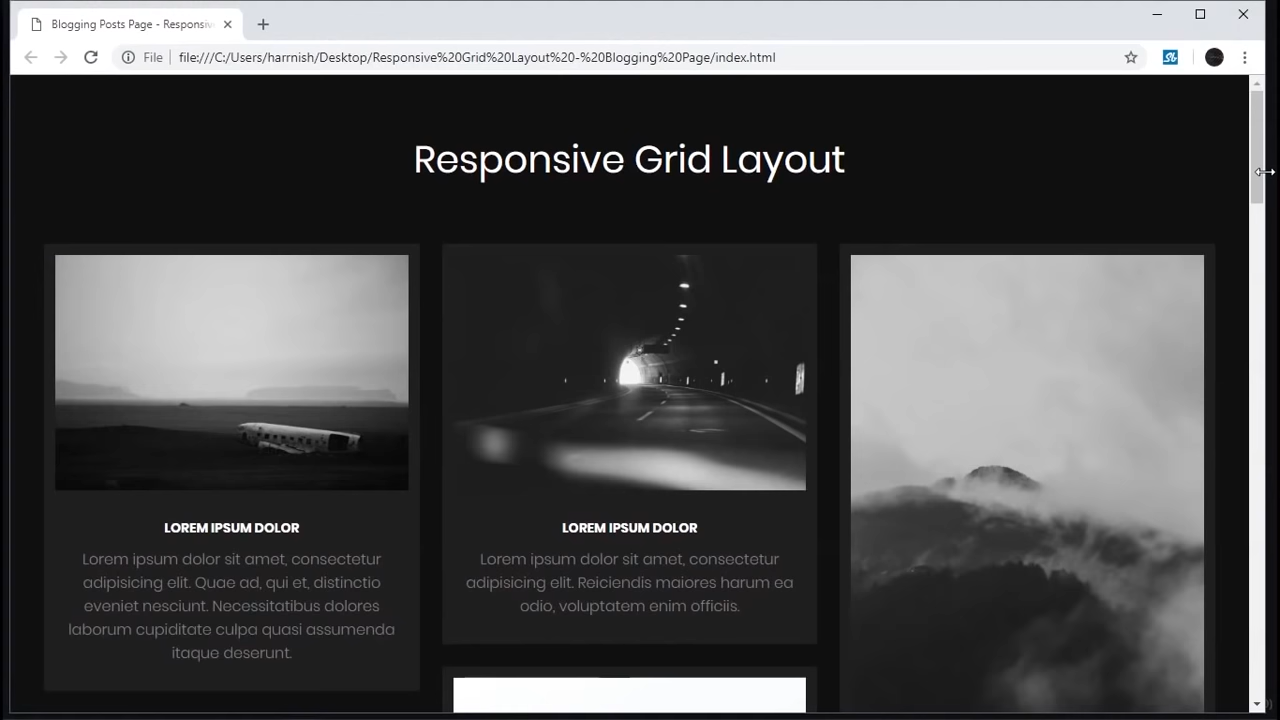 Blogging Posts Page - Responsiv
File
file:///C:/Users/harrnish/Desktop/Responsive%20Grid%20Layout%20-%20Blogging%20Page/index.html
Responsive Grid Layout
LOREM IPSUM DOLOR
Lorem ipsum dolor sit amet, consectetur
adipisicing elit. Quae ad, qui et, distinctio
eveniet nesciunt. Necessitatibus dolores
laborum cupiditate culpa quasi assumenda
itaque deserunt.
LOREM IPSUM DOLOR
Lorem ipsum dolor sit amet, consectetur
adipisicing elit. Reiciendis maiores harum ea
odio, voluptatem enim officiis.